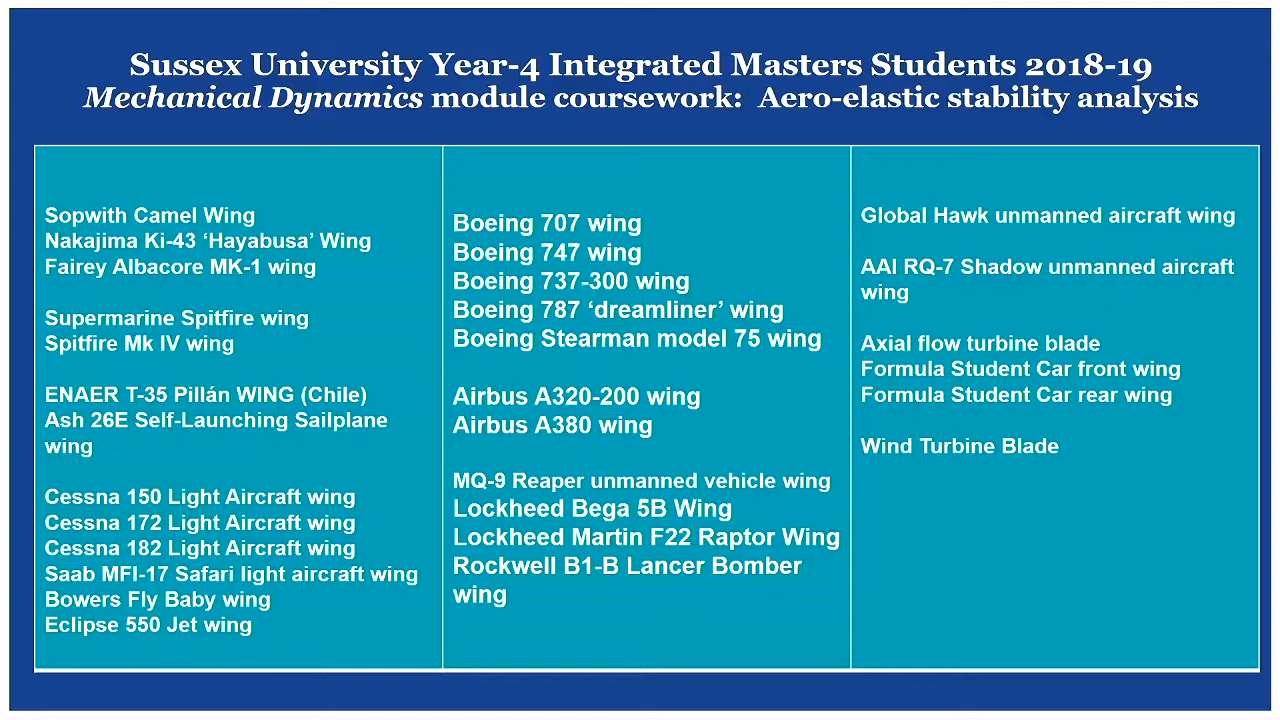 Sussex University Year-4 Integrated Masters Students 2018-19
Mechanical Dynamics module coursework: Aero-elastic stability analysis
Sopwith Camel Wing
Nakajima Ki-43 ‘Hayabusa’ Wing
Fairey Albacore MK-1 wing
Supermarine Spitfire wing
Spitfire Mk IV wing
ENAER T-35 Pillán WING (Chile)
Ash 26E Self-Launching Sailplane
wing
Cessna 150 Light Aircraft wing
Cessna 172 Light Aircraft wing
Cessna 182 Light Aircraft wing
Saab MFI-17 Safari light aircraft wing
Bowers Fly Baby wing
Eclipse 550 Jet wing
Boeing 707 wing
Boeing 747 wing
Boeing 737-300 wing
Boeing 787 ‘dreamliner’ wing
Boeing Stearman model 75 wing
Airbus A320-200 wing
Airbus A380 wing
MQ-9 Reaper unmanned vehicle wing
Lockheed Bega 5B Wing
Lockheed Martin F22 Raptor Wing
Rockwell B1-B Lancer Bomber
wing
Global Hawk unmanned aircraft wing
AAI RQ-7 Shadow unmanned aircraft
wing
Axial flow turbine blade
Formula Student Car front wing
Formula Student Car rear wing
Wind Turbine Blade